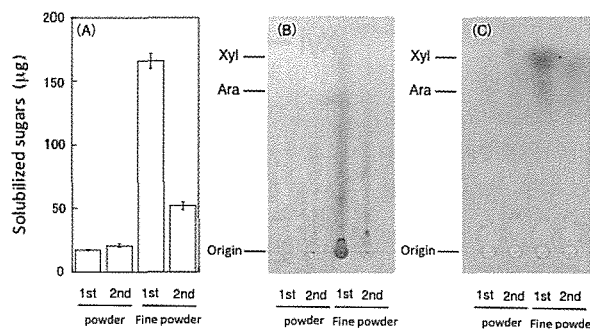 (A)
(B)
(C)
Solubilized sugars (μg)
200
150
100
50
0
1st 2nd 1st 2nd
powder Fine powder
Xyl
Ara
Origin
1st 2nd 1st 2nd
powder Fine powder
Xyl
Ara
Origin
1st 2nd 1st 2nd
powder Fine powder